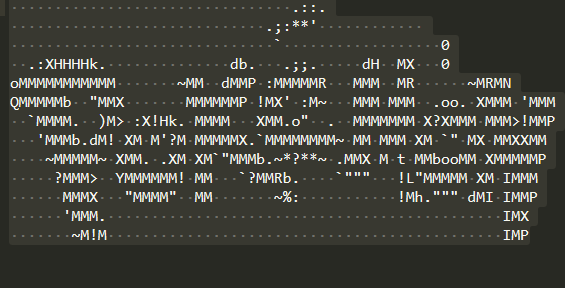 .::.
                                  .;:**'
                                  `                     0
  .:XHHHHk.              db.   .;;.     dH  MX   0
oMMMMMMMMMMM       ~MM  dMMP :MMMMMR   MMM  MR      ~MRMN
QMMMMMb  "MMX       MMMMMMP !MX' :M~   MMM MMM  .oo. XMMM 'MMM
  `MMMM.  )M> :X!Hk. MMMM   XMM.o"  .  MMMMMMM X?XMMM MMM>!MMP
   'MMMb.dM! XM M'?M MMMMMX.`MMMMMMMM~ MM MMM XM `" MX MMXXMM
    ~MMMMM~ XMM. .XM XM`"MMMb.~*?**~ .MMX M t MMbooMM XMMMMMP
     ?MMM>  YMMMMMM! MM   `?MMRb.    `"""   !L"MMMMM XM IMMM
      MMMX   "MMMM"  MM       ~%:           !Mh.""" dMI IMMP
      'MMM.                                             IMX
       ~M!M                                             IMP